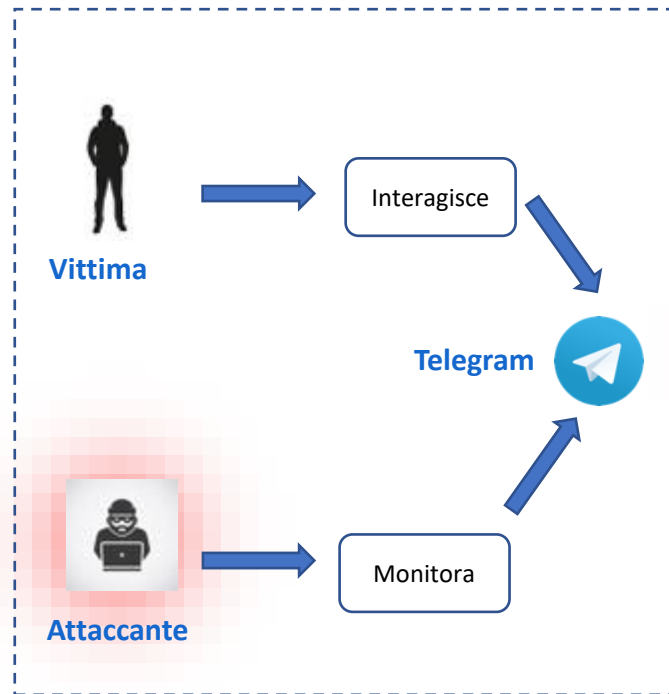 Interagisce
Vittima
Telegram
Monitora
Attaccante